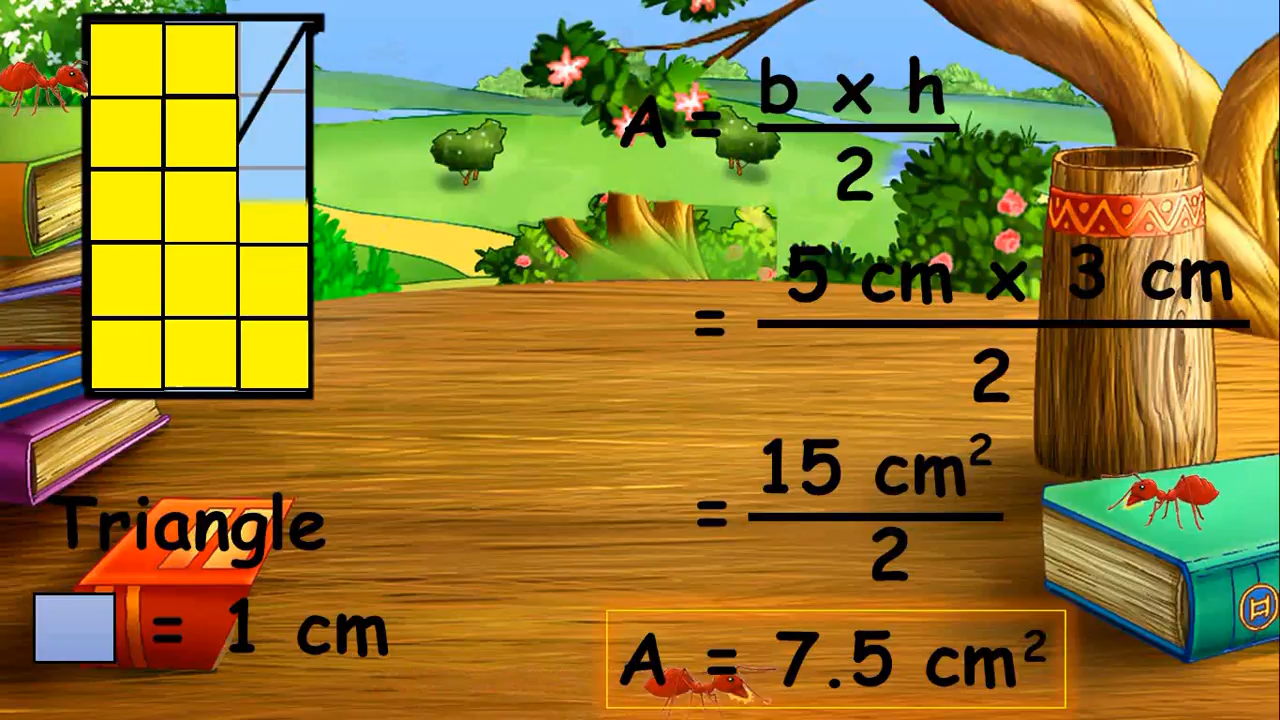 A = b x h
2
= 5 cm x 3 cm
2
= 15 cm²
2
A = 7.5 cm²
Triangle
= 1 cm